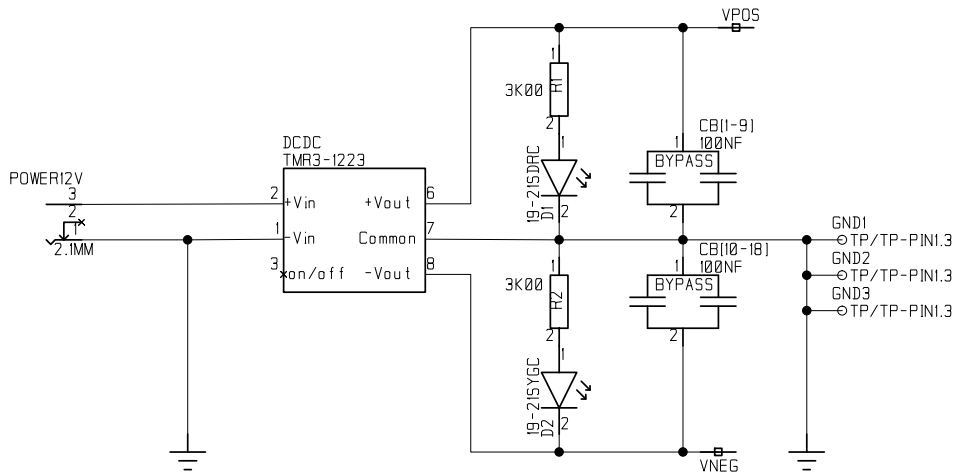 VPOS
1
3K00
R1
2
1
19-21SDRC
D1
2
CB[1-9]
100NF
1
BYPASS
2
DCDC
TMR3-1223
POWER12V
3
2
1
2.1MM
2
+Vin
1
-Vin
3
on/off
6
+Vout
7
Common
8
-Vout
1
3K00
R2
2
1
19-21SYGC
D2
2
CB[10-18]
100NF
1
BYPASS
2
GND1
TP/TP-PIN1.3
GND2
TP/TP-PIN1.3
GND3
TP/TP-PIN1.3
VNEG